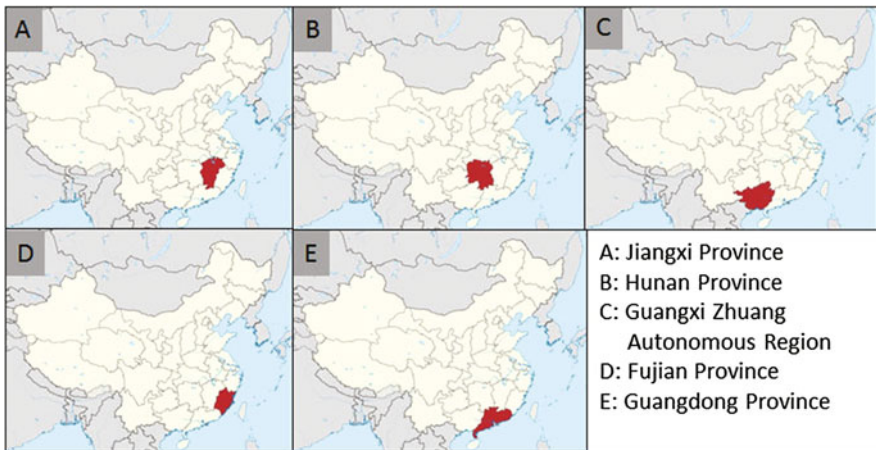 A
B
C
D
E
A: Jiangxi Province
B: Hunan Province
C: Guangxi Zhuang
Autonomous Region
D: Fujian Province
E: Guangdong Province